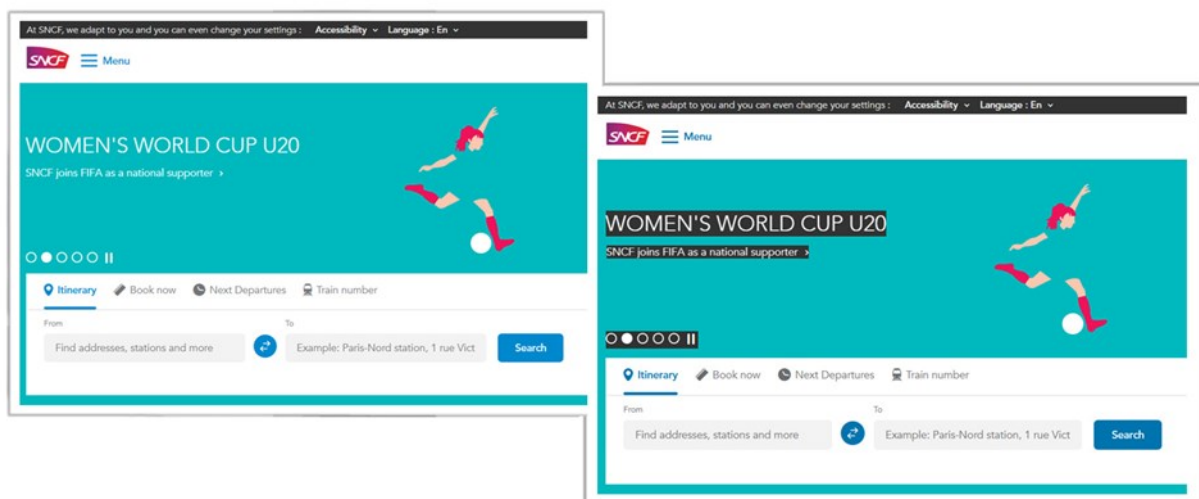 At SNCF, we adapt to you and you can even change your settings : Accessibility Language : En
SNCF Menu
WOMEN'S WORLD CUP U20
SNCF joins FIFA as a national supporter >
Itinerary Book now Next Departures Train number
From To
Find addresses, stations and more Example: Paris-Nord station, 1 rue Vict Search
At SNCF, we adapt to you and you can even change your settings : Accessibility Language : En
SNCF Menu
WOMEN'S WORLD CUP U20
SNCF joins FIFA as a national supporter >
Itinerary Book now Next Departures Train number
From To
Find addresses, stations and more Example: Paris-Nord station, 1 rue Vict Search